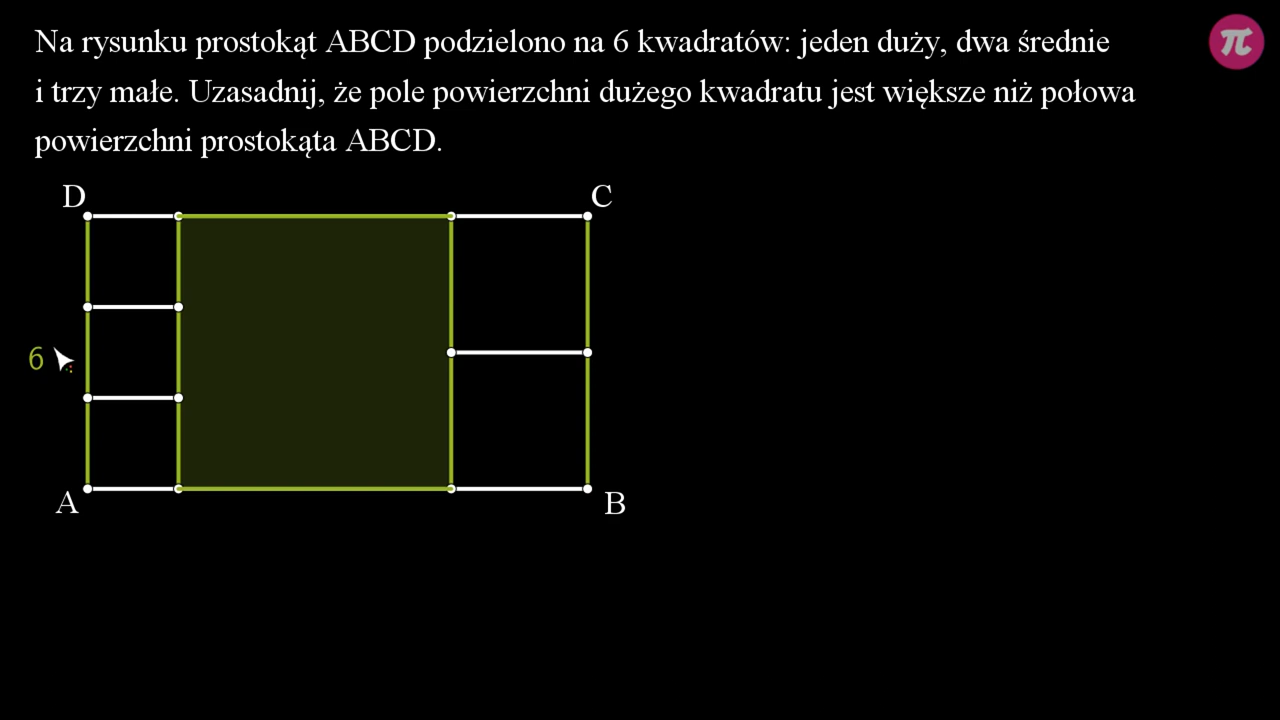 Na rysunku prostokąt ABCD podzielono na 6 kwadratów: jeden duży, dwa średnie
i trzy małe. Uzasadnij, że pole powierzchni dużego kwadratu jest większe niż połowa
powierzchni prostokąta ABCD.
D
C
6
A
B
π